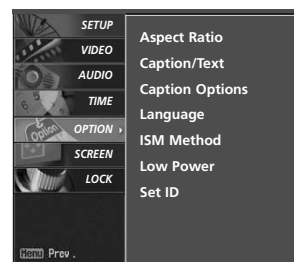 SETUP
VIDEO
AUDIO
TIME
OPTION
SCREEN
LOCK
Menu Prev.
Aspect Ratio
Caption/Text
Caption Options
Language
ISM Method
Low Power
Set ID